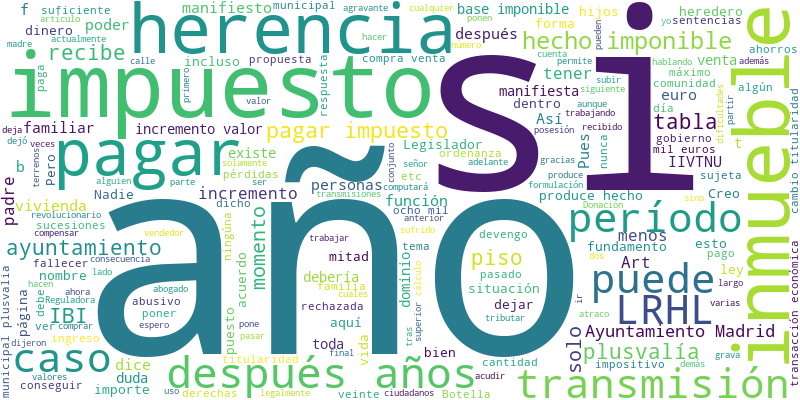 año
si
impuesto
herencia
pagar
inmueble
transmisión
después años
período
puede
LRHL
caso
hecho imponible
pagar impuesto
tabla
plusvalía
IBI
ayuntamiento
Ayuntamiento Madrid
piso
momento
solo
recibe
padre
manifiesto
municipal
agravante
cualquier
ponen
f
suficiente
artículo
actualmente
poder
dinero
madre
hacer
calle
incluso
propuesta
compra venta
paga
primero
valor
respuesta
base imponible
después
número
forma
hijos
pueden
yo
heredero
sentencias
ahorros
cuenta
permite
hablando
máximo
venta
además
tener
subir
siguiente
comunidad
algún
manifiesta
dentro
aunque
trabajando
euro
día
partir
dificultades
posesión
recibido
Así
Pues
nunca
gobierno
mil euros
IIVTNU
r
cambio titularidad
transacción económica
deja
familiar
incremento valor
dejó
veces
terrenos
Pero
existe
pérdidas
Legislador
ordenanza
conjunto
señor
adelante
gracias
produce
formulación
sujeta
b
alguien
parte
solamente
ser
transmisiones
etc
computará
Nadie
vivienda
incremento
personas
función
ocho mil
anterior
produce hecho
Donación
sino
Creo
revolucionario
sucesiones
dicho
compensar
vendedor
ninguna
trabajar
sufrido
devengo
menos
fundamento
esto
pago
consecuencia
fallecer
nombre
lado
acuerdo
mitad
tema
dominio
pasado
situación
Art
ley
dos
largo
varias
municipal plusvalía
hacen
abogado
debería
familia
cuales
cálculo
ir
página
debe
Reguladora
ahora
abusivo
puesto
rechazada
dejar
superior
tributar
atraco
ver
comprar
espero
poner
pone
pasar
aquí
tras
dijeron
ingreso
titularidad
toda
final
vida
bien
cantidad
impositivo
grava
demás
valores
conseguir
dice
duda
importe
uso
derechas
legalmente
veinte
ciudadanos
acudir
Botella